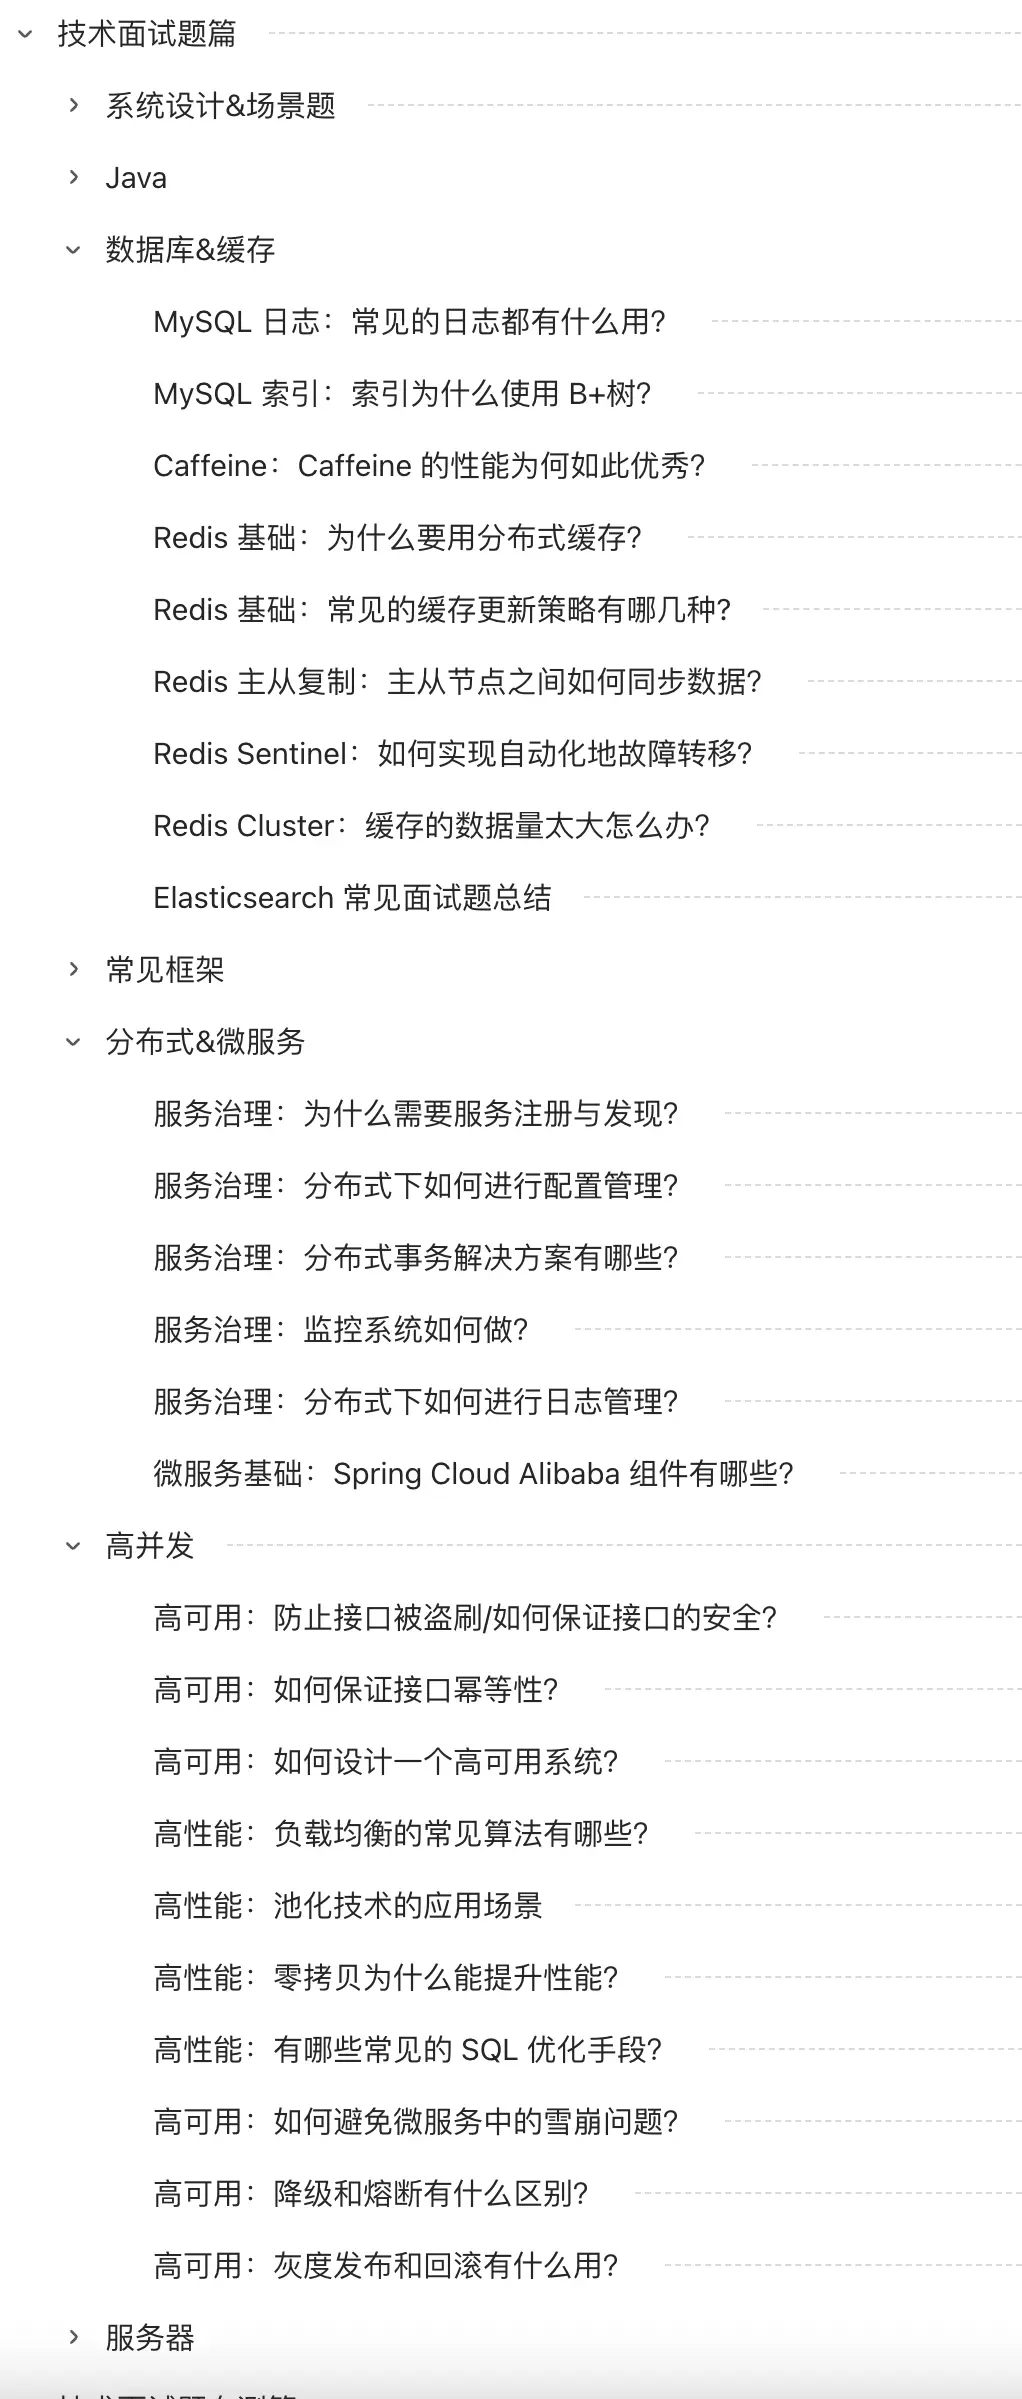 技术面试题篇
系统设计&场景题
Java
数据库&缓存
MySQL 日志：常见的日志都有什么用？
MySQL 索引：索引为什么使用 B+树？
Caffeine：Caffeine 的性能为何如此优秀？
Redis 基础：为什么要用分布式缓存？
Redis 基础：常见的缓存更新策略有哪几种?
Redis 主从复制：主从节点之间如何同步数据？
Redis Sentinel：如何实现自动化地故障转移？
Redis Cluster：缓存的数据量太大怎么办？
Elasticsearch 常见面试题总结
常见框架
分布式&微服务
服务治理：为什么需要服务注册与发现？
服务治理：分布式下如何进行配置管理？
服务治理：分布式事务解决方案有哪些？
服务治理：监控系统如何做？
服务治理：分布式下如何进行日志管理？
微服务基础：Spring Cloud Alibaba 组件有哪些？
高并发
高可用：防止接口被盗刷/如何保证接口的安全？
高可用：如何保证接口幂等性？
高可用：如何设计一个高可用系统？
高性能：负载均衡的常见算法有哪些？
高性能：池化技术的应用场景
高性能：零拷贝为什么能提升性能？
高性能：有哪些常见的 SQL 优化手段？
高可用：如何避免微服务中的雪崩问题？
高可用：降级和熔断有什么区别？
高可用：灰度发布和回滚有什么用？
服务器